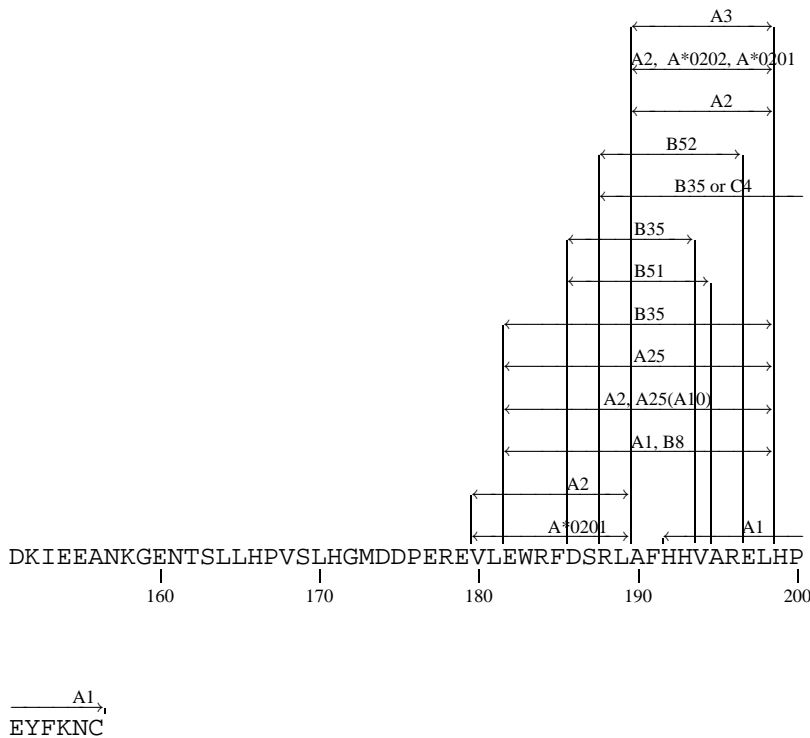 A3
A2, A*0202, A*0201
A2
B52
B35 or C4
B35
B51
B35
A25
A2, A25(A10)
A1, B8
A2
A*0201 A1
DKIEEANKGENTSLLHPVSLHGMDDPEREVLEWRFDSRLAFHHVARELHP
160 170 180 190 200
A1
EYFKNC